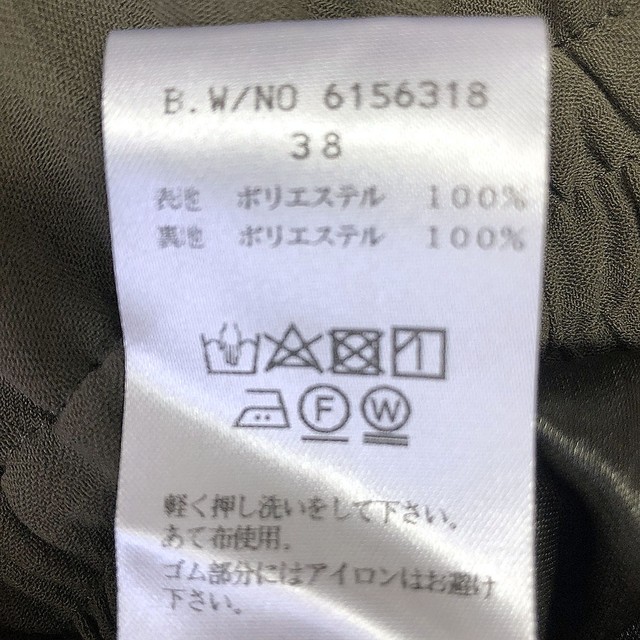 B.W/NO 6156318
38
表地 ポリエステル 100%
裏地 ポリエステル 100%
F W
軽く押し洗いをして下さい。
あて布使用。
ゴム部分にはアイロンはお避け
下さい。